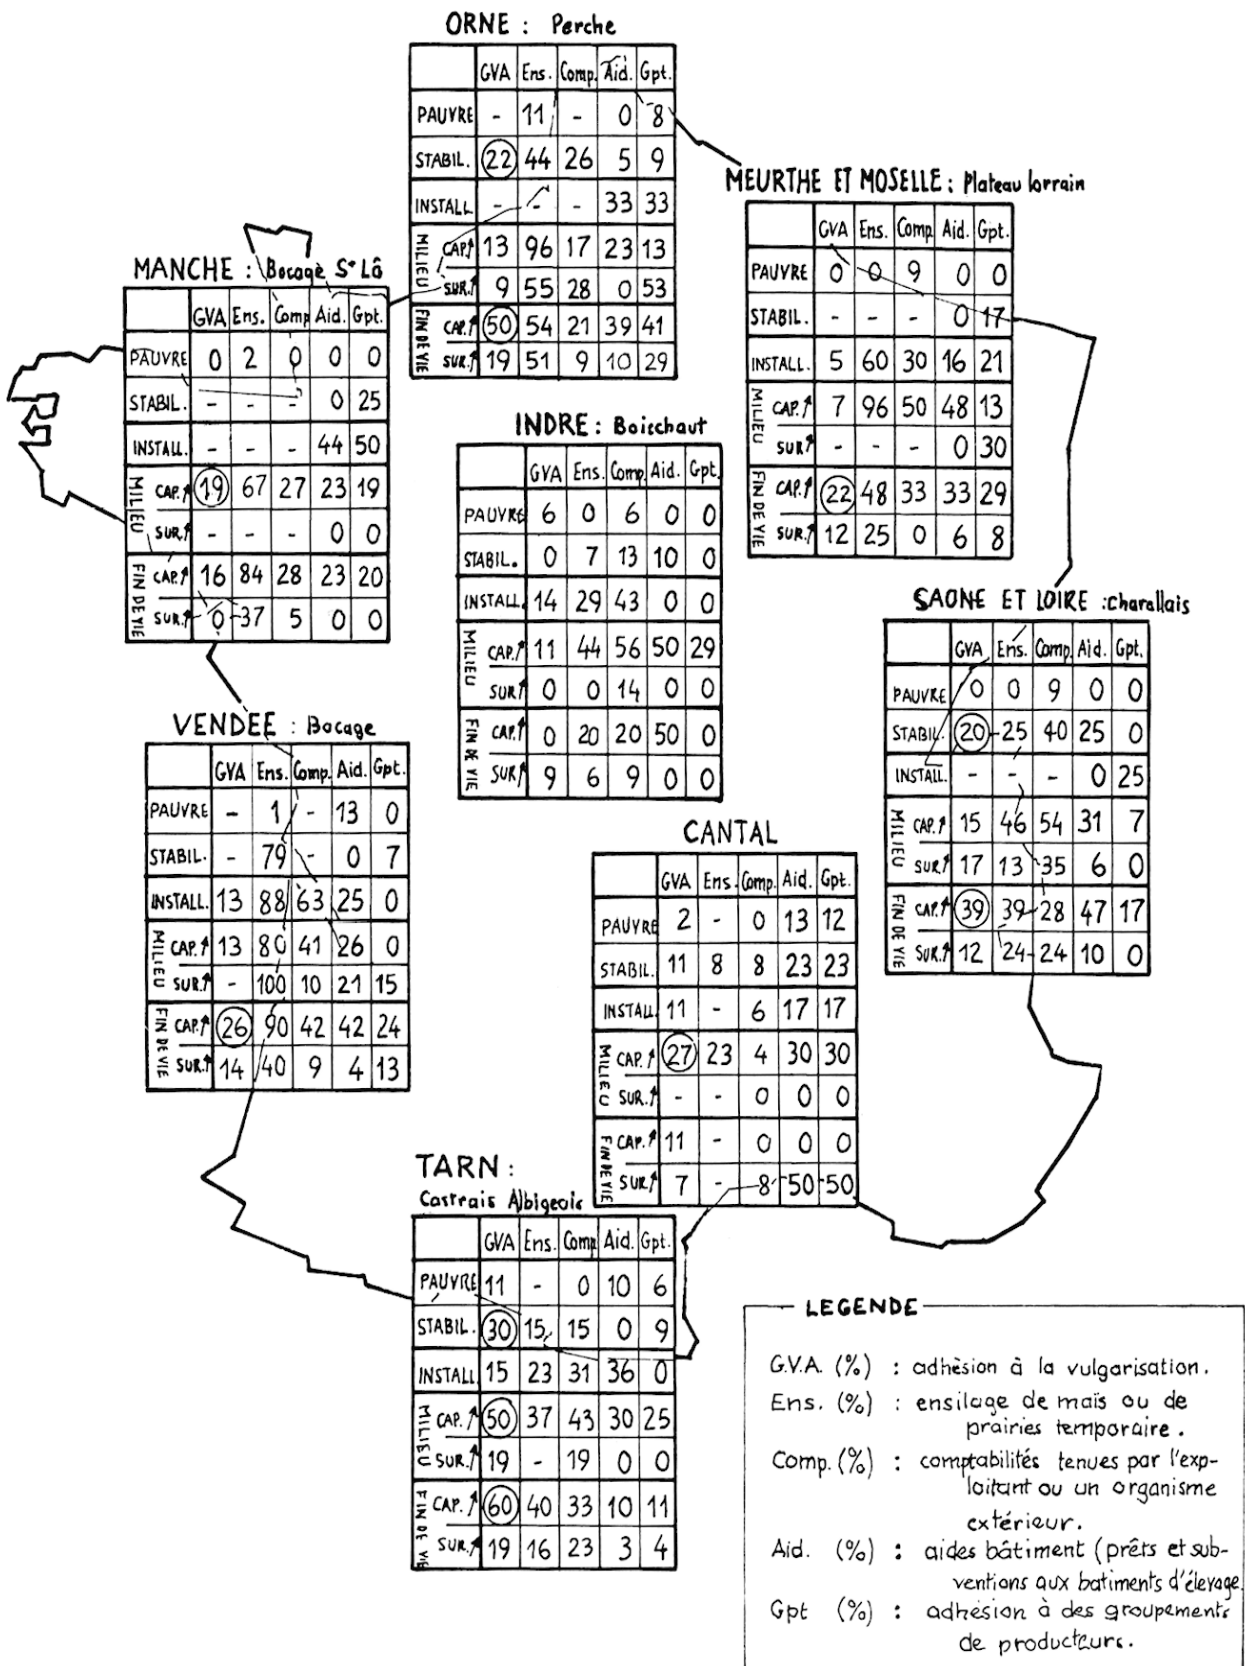 ORNE : Perche
GVA Ens. Comp. Aid. Gpt.
PAUVRE - 11 - 0 8
STABIL. 22 44 26 5 9
INSTALL - - - 33 33
MILIEU CAP.↑ 13 96 17 23 13
SUR.↑ 9 55 28 0 53
FIN DE VIE CAP.↑ 50 54 21 39 41
SUR.↑ 19 51 9 10 29
MEURTHE ET MOSELLE : Plateau lorrain
GVA Ens. Comp Aid. Gpt.
PAUVRE 0 0 9 0 0
STABIL. - - - 0 17
INSTALL. 5 60 30 16 21
MILIEU CAP.↑ 7 96 50 48 13
SUR↑ - - - 0 30
FIN DE VIE CAP.↑ 22 48 33 33 29
SUR.↑ 12 25 0 6 8
MANCHE : Bocage St Lô
GVA Ens. Comp Aid. Gpt.
PAUVRE 0 2 0 0 0
STABIL. - - - 0 25
INSTALL. - - - 44 50
MILIEU CAP.↑ 19 67 27 23 19
SUR.↑ - - - 0 0
FIN DE VIE CAP.↑ 16 84 28 23 20
SUR.↑ 0 37 5 0 0
INDRE : Boischaut
GVA Ens. Comp. Aid. Gpt.
PAUVRE 6 0 6 0 0
STABIL. 0 7 13 10 0
INSTALL. 14 29 43 0 0
MILIEU CAP.↑ 11 44 56 50 29
SUR↑ 0 0 14 0 0
FIN DE VIE CAP.↑ 0 20 20 50 0
SUR↑ 9 6 9 0 0
SAONE ET LOIRE : Charollais
GVA Ens. Comp. Aid. Gpt.
PAUVRE 0 0 9 0 0
STABIL. 20 25 40 25 0
INSTALL. - - - 0 25
MILIEU CAP.↑ 15 46 54 31 7
SUR↑ 17 13 35 6 0
FIN DE VIE CAP.↑ 39 39 28 47 17
SUR.↑ 12 24 24 10 0
VENDEE : Bocage
GVA Ens. Comp. Aid. Gpt.
PAUVRE - 1 - 13 0
STABIL. - 79 - 0 7
INSTALL. 13 88 63 25 0
MILIEU CAP.↑ 13 80 41 26 0
SUR.↑ - 100 10 21 15
FIN DE VIE CAP.↑ 26 90 42 42 24
SUR.↑ 14 40 9 4 13
CANTAL
GVA Ens. Comp. Aid. Gpt.
PAUVRE 2 - 0 13 12
STABIL. 11 8 8 23 23
INSTALL. 11 - 6 17 17
MILIEU CAP.↑ 27 23 4 30 30
SUR.↑ - - 0 0 0
FIN DE VIE CAP.↑ 11 - 0 0 0
SUR↑ 7 - 8 50 50
TARN :
Castrais Albigeois
GVA Ens. Comp Aid. Gpt.
PAUVRE 11 - 0 10 6
STABIL. 30 15 15 0 9
INSTALL 15 23 31 36 0
MILIEU CAP.↑ 50 37 43 30 25
SUR.↑ 19 - 19 0 0
FIN DE VIE CAP.↑ 60 40 33 10 11
SUR.↑ 19 16 23 3 4
LEGENDE
G.V.A. (%) : adhèsion à la vulgarisation.
Ens. (%) : ensilage de maïs ou de
prairies temporaire.
Comp. (%) : comptabilités tenues par l'exp-
loitant ou un organisme
extérieur.
Aid. (%) : aides bâtiment (prêts et sub-
ventions aux batiments d'élevage
Gpt (%) : adhésion à des groupements
de producteurs.